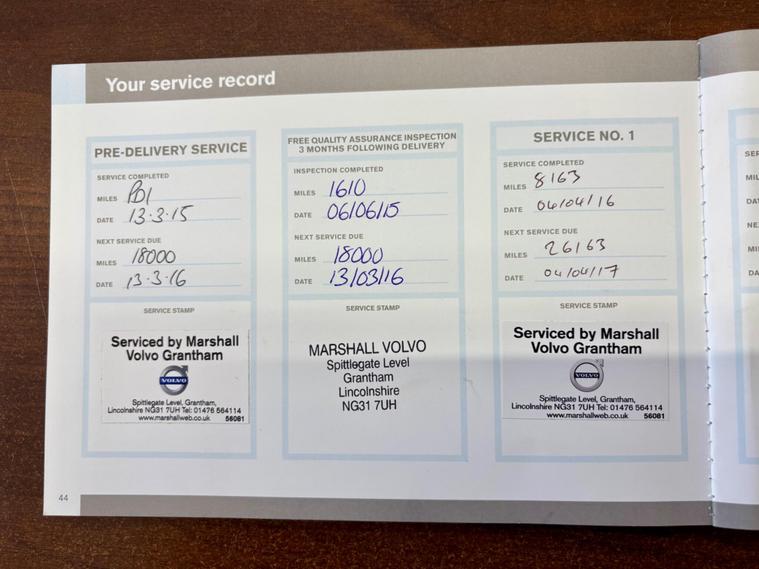 Your service record
PRE-DELIVERY SERVICE
SERVICE COMPLETED
MILES PDI
DATE 13.3.15
NEXT SERVICE DUE
MILES 18000
DATE 13-3-16
SERVICE STAMP
Serviced by Marshall
Volvo Grantham
VOLVO
Spittlegate Level, Grantham,
Lincolnshire NG31 7UH Tel: 01476 564114
www.marshallweb.co.uk 56081
FREE QUALITY ASSURANCE INSPECTION
3 MONTHS FOLLOWING DELIVERY
INSPECTION COMPLETED
MILES 1610
DATE 06/06/15
NEXT SERVICE DUE
MILES 18000
DATE 13/03/16
SERVICE STAMP
MARSHALL VOLVO
Spittlegate Level
Grantham
Lincolnshire
NG31 7UH
SERVICE NO. 1
SERVICE COMPLETED
MILES 8163
DATE 04/04/16
NEXT SERVICE DUE
MILES 26163
DATE 04/04/17
SERVICE STAMP
Serviced by Marshall
Volvo Grantham
VOLVO
Spittlegate Level, Grantham,
Lincolnshire NG31 7UH Tel: 01476 564114
www.marshallweb.co.uk 56081
44